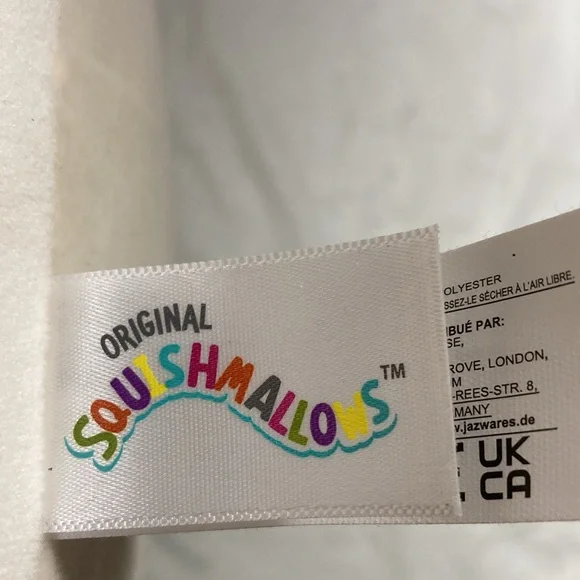 ORIGINAL
SQUISHMALLOWS™
OLYESTER
SSEZ-LE SÉCHER À L'AIR LIBRE.
BUÉ PAR:
SE,
ROVE, LONDON,
M
-REES-STR. 8,
MANY
w.jazwares.de
UK
CA